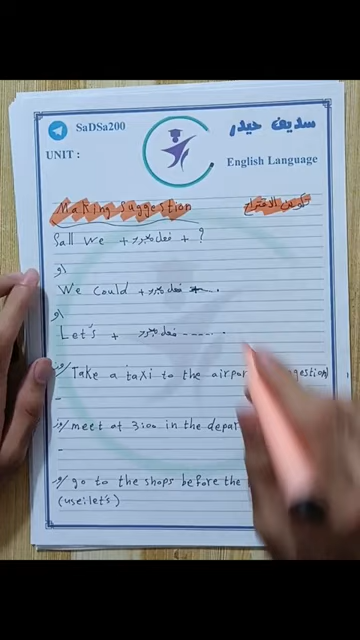 SaDSa200
سديف حيدر
UNIT :
English Language
Making Suggestion
تكوين الاقتراح
Sall we + فعل مجرد + ?
او
We Could + فعل مجرد .
او
Let's + فعل مجرد ------ .
و/ Take a taxi to the airpor
-
و/ meet at 3:00 in the depar
-
و/ go to the shops before the
(use: let's)